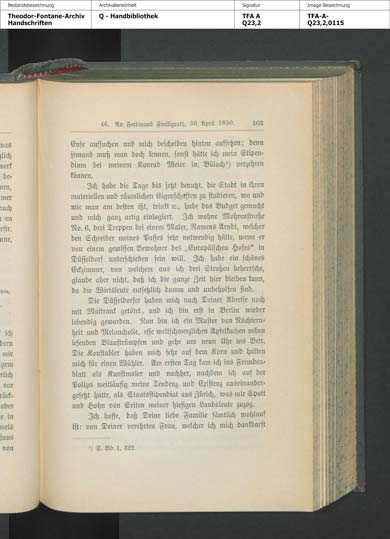 Bestandsbezeichnung
Theodor-Fontane-Archiv
Handschriften
Archivalieneinheit
Q - Handbibliothek
Signatur
TFA A
Q23,2
Image-Bezeichnung
TFA-A-
Q23,2,0115
46. An Ferdinand Freiligrath, 30. April 1850. 103
Ense aufsuchen und mich bescheiden hinten aufsetzen; denn
jemand muß man doch kennen, sonst hätte ich mein Stipen-
dium bei meinem Konrad Meier in Bülach¹) verzehren
können.
Ich habe die Tage bis jetzt benutzt, die Stadt in ihren
materiellen und räumlichen Eigenschaften zu studieren, wo und
wie man am besten ißt, trinkt u., habe das Budget gemacht
und mich ganz artig einlogiert. Ich wohne Mohrenstraße
No. 6, drei Treppen bei einem Maler, Namens Arndt, welcher
den Schreiber meines Passes sehr notwendig hätte, wenn er
von einem gewissen Bewohner des „Europäischen Hofes" in
Düsseldorf unterschieden sein will. Ich habe ein schönes
Eckzimmer, von welchem aus ich drei Straßen beherrsche,
glaube aber nicht, daß ich die ganze Zeit hier bleiben kann,
da die Wirtsleute entsetzlich dumm und unbeholfen sind.
Die Düsseldorfer haben mich nach Deiner Abreise noch
mit Maitrank getötet, und ich bin erst in Berlin wieder
lebendig geworden. Nun bin ich ein Muster von Nüchtern-
heit und Melancholie, esse weltschmerzlichen Apfelkuchen neben
lesenden Blaustrümpfen und gehe um neun Uhr ins Bett.
Die Konstabler haben mich sehr auf dem Korn und halten
mich für einen Wühler. Am ersten Tag kam ich ins Fremden-
blatt als Kunstmaler und nachher, nachdem ich auf der
Polizei weitläufig meine Tendenz und Existenz auseinander-
gesetzt hatte, als Staatsstipendiat aus Zürich, was mir Spott
und Hohn von Seiten meiner hiesigen Landsleute zuzog.
Ich hoffe, daß Deine liebe Familie sämtlich wohlauf
ist: von Deiner verehrten Frau, welcher ich mich dankbarst
¹) S. Bd. 1, 322.